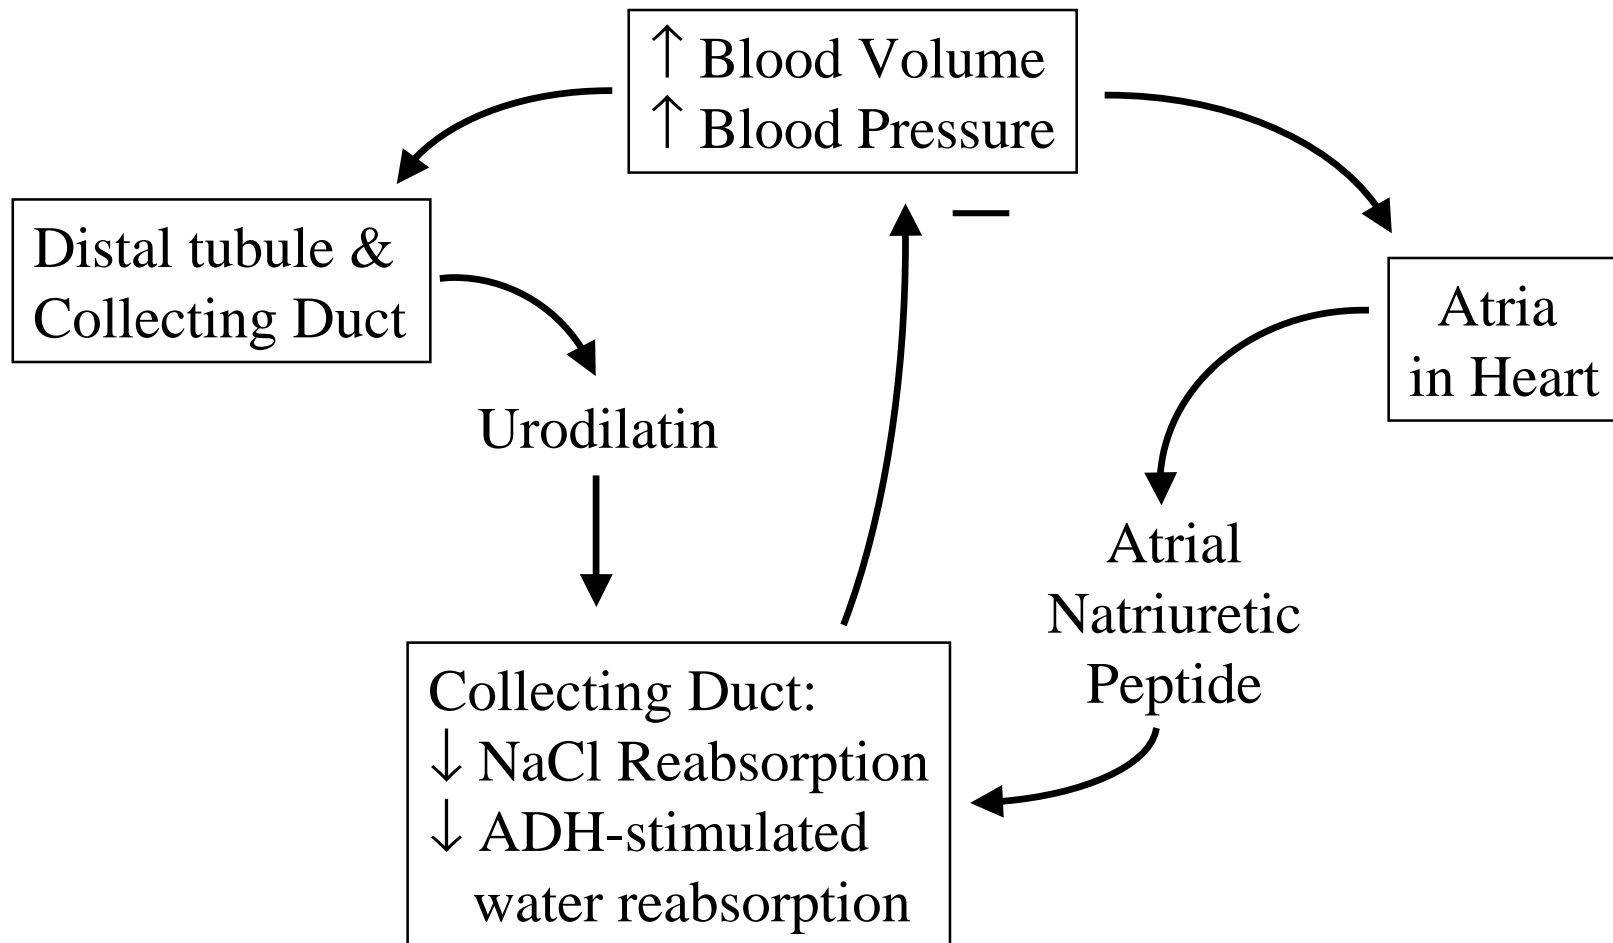 ↑ Blood Volume
↑ Blood Pressure
Distal tubule &
Collecting Duct
Atria
in Heart
Urodilatin
Atrial
Natriuretic
Peptide
Collecting Duct:
↓ NaCl Reabsorption
↓ ADH-stimulated
water reabsorption